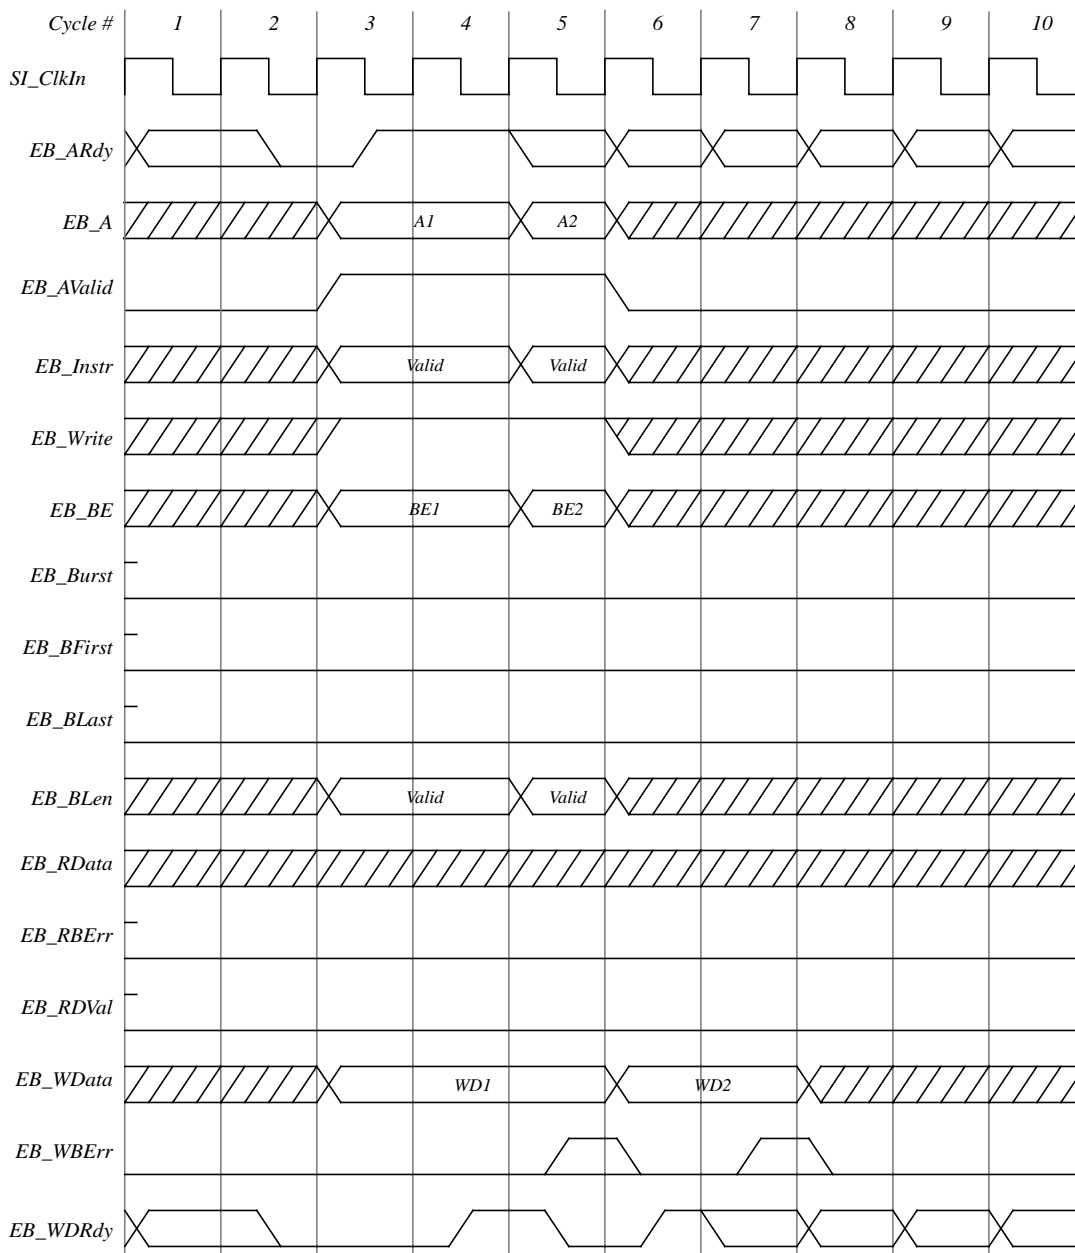 Cycle # 1 2 3 4 5 6 7 8 9 10
SI_ClkIn
EB_ARdy
EB_A A1 A2
EB_AValid
EB_Instr Valid Valid
EB_Write
EB_BE BE1 BE2
EB_Burst
EB_BFirst
EB_BLast
EB_BLen Valid Valid
EB_RData
EB_RBErr
EB_RDVal
EB_WData WD1 WD2
EB_WBErr
EB_WDRdy